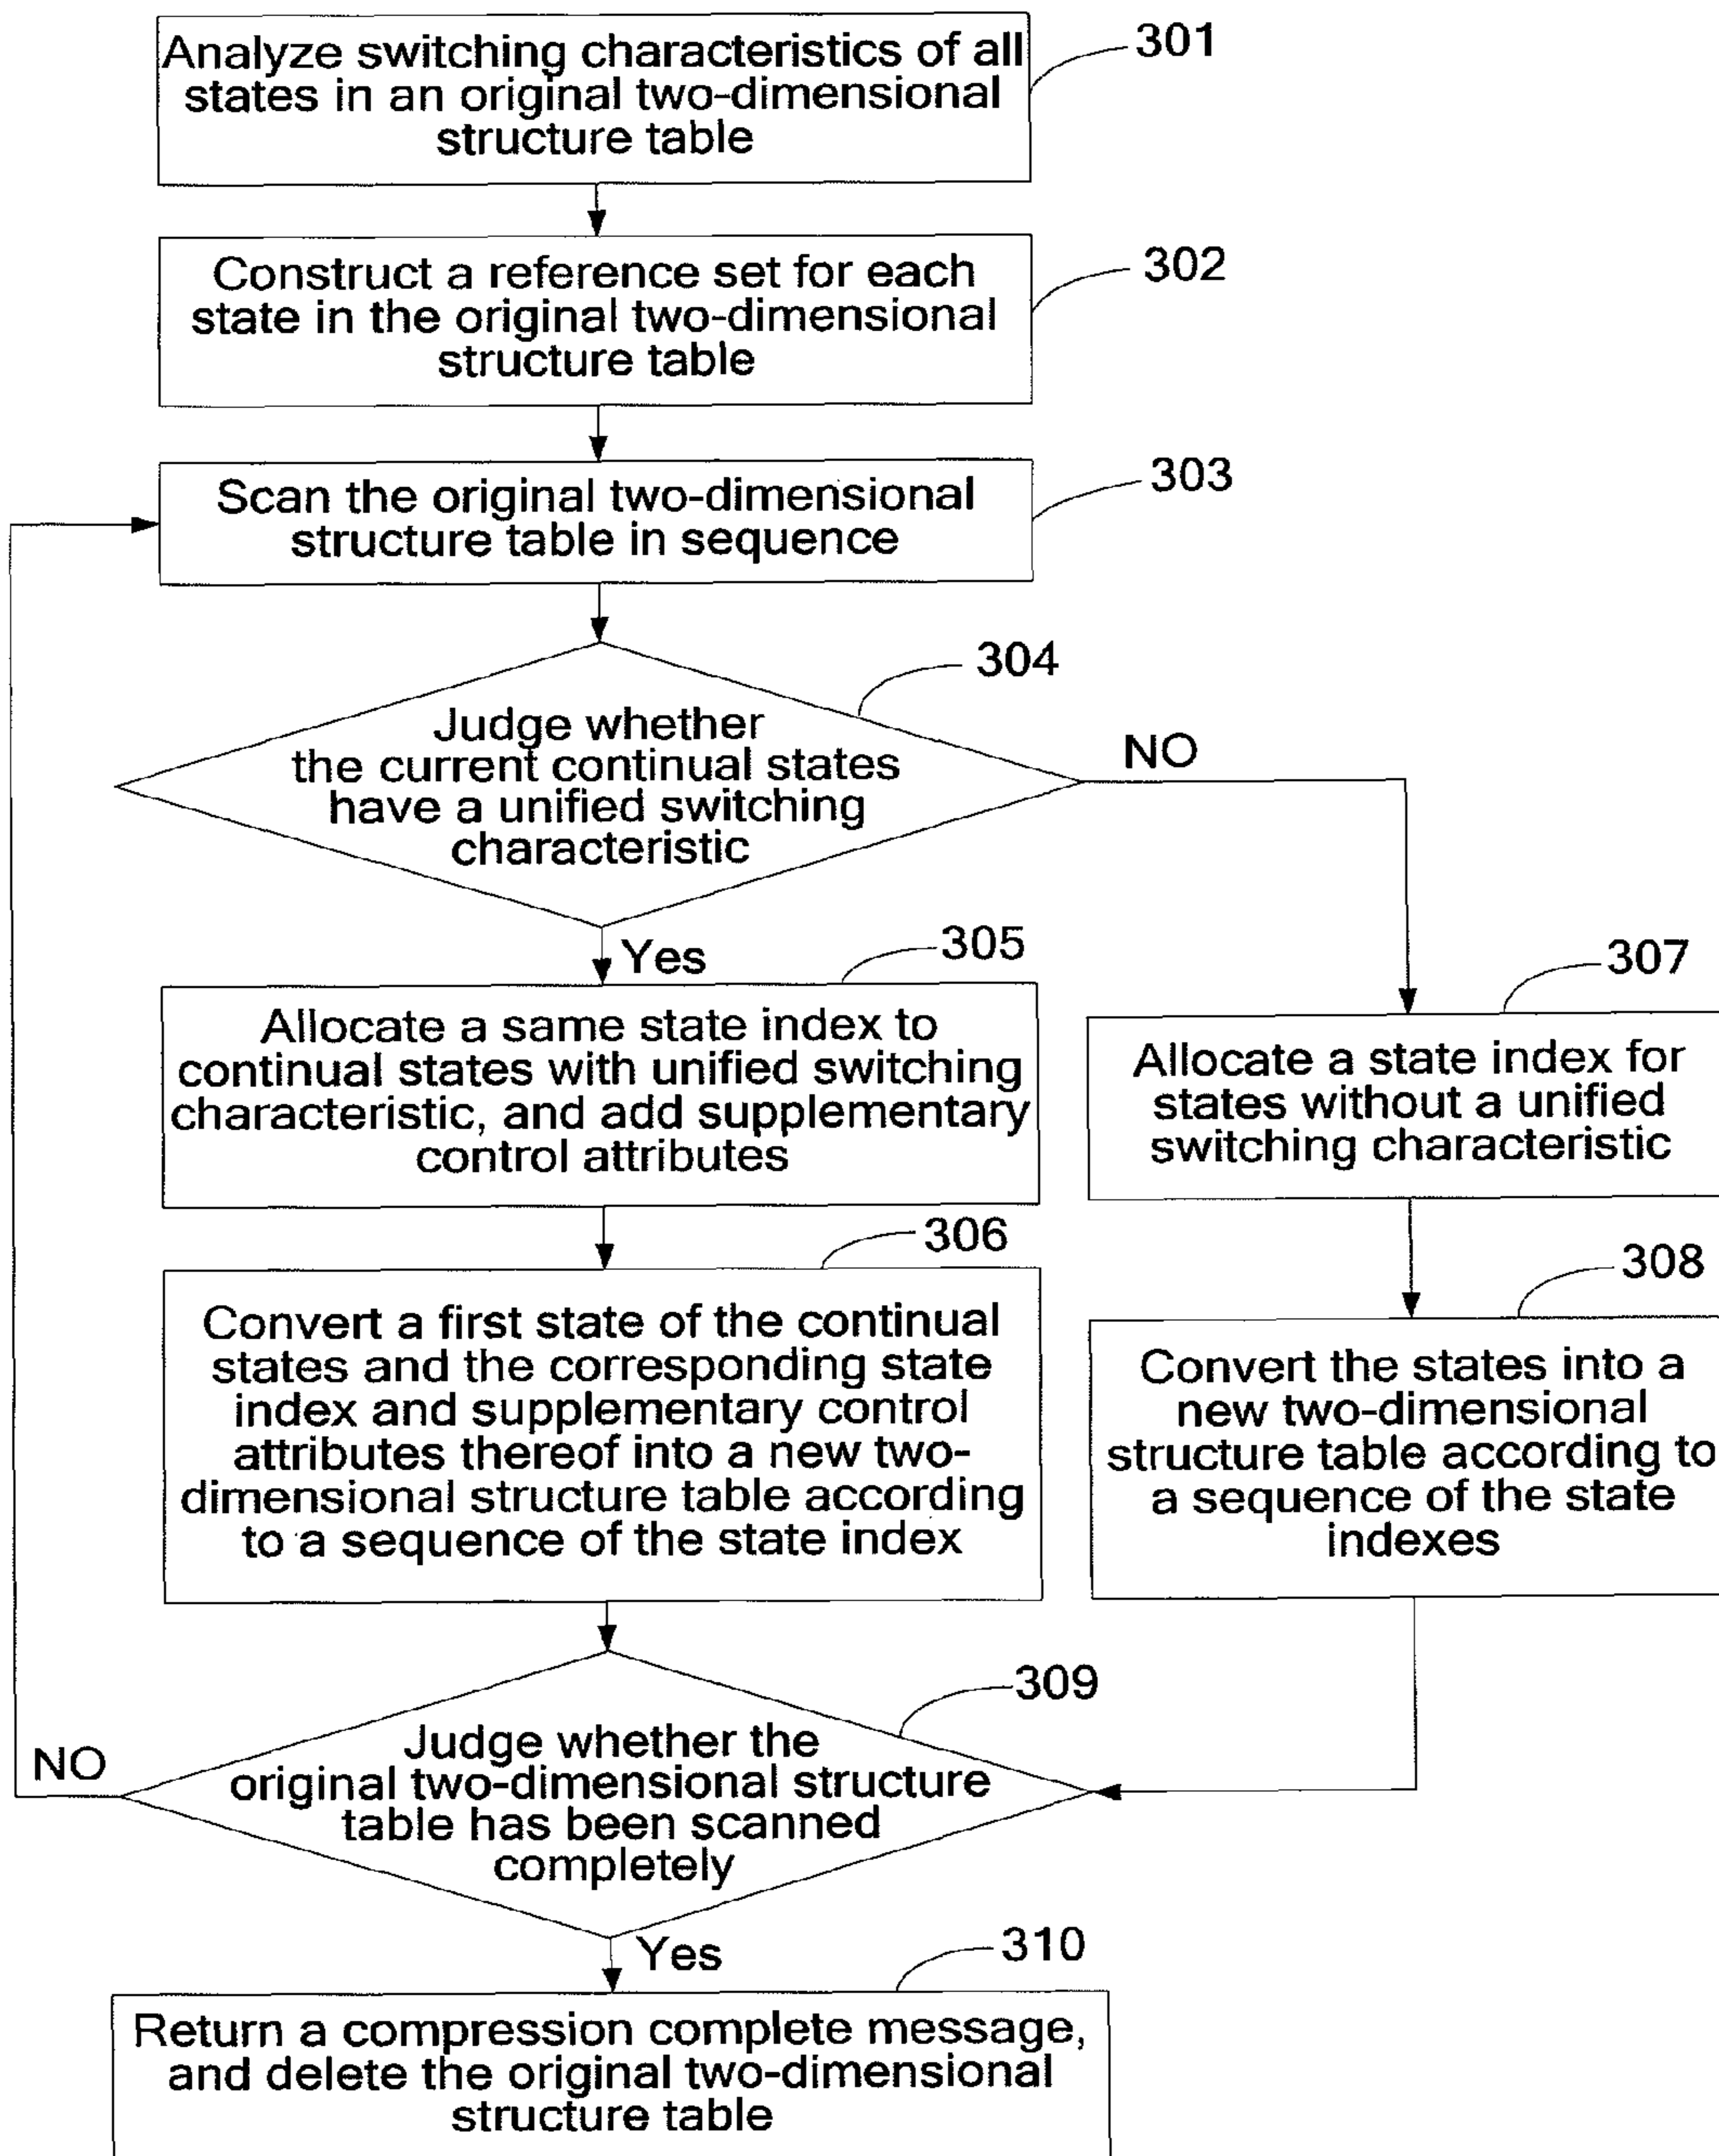 Analyze switching characteristics of all
states in an original two-dimensional
structure table
301
Construct a reference set for each
state in the original two-dimensional
structure table
302
Scan the original two-dimensional
structure table in sequence
303
Judge whether
the current continual states
have a unified switching
characteristic
304
NO
Yes
Allocate a same state index to
continual states with unified switching
characteristic, and add supplementary
control attributes
305
Allocate a state index for
states without a unified
switching characteristic
307
Convert a first state of the continual
states and the corresponding state
index and supplementary control
attributes thereof into a new two-
dimensional structure table according
to a sequence of the state index
306
Convert the states into a
new two-dimensional
structure table according to
a sequence of the state
indexes
308
Judge whether the
original two-dimensional structure
table has been scanned
completely
309
NO
Yes
Return a compression complete message,
and delete the original two-dimensional
structure table
310